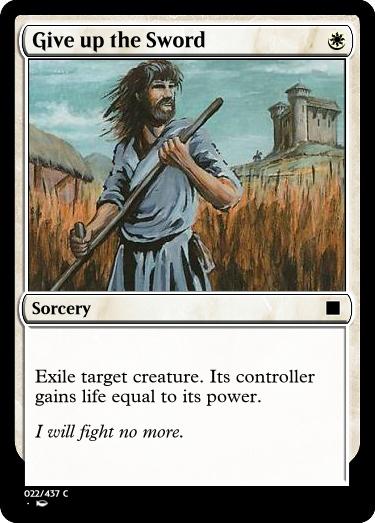 Give up the Sword
Sorcery
Exile target creature. Its controller
gains life equal to its power.
I will fight no more.
022/437 C